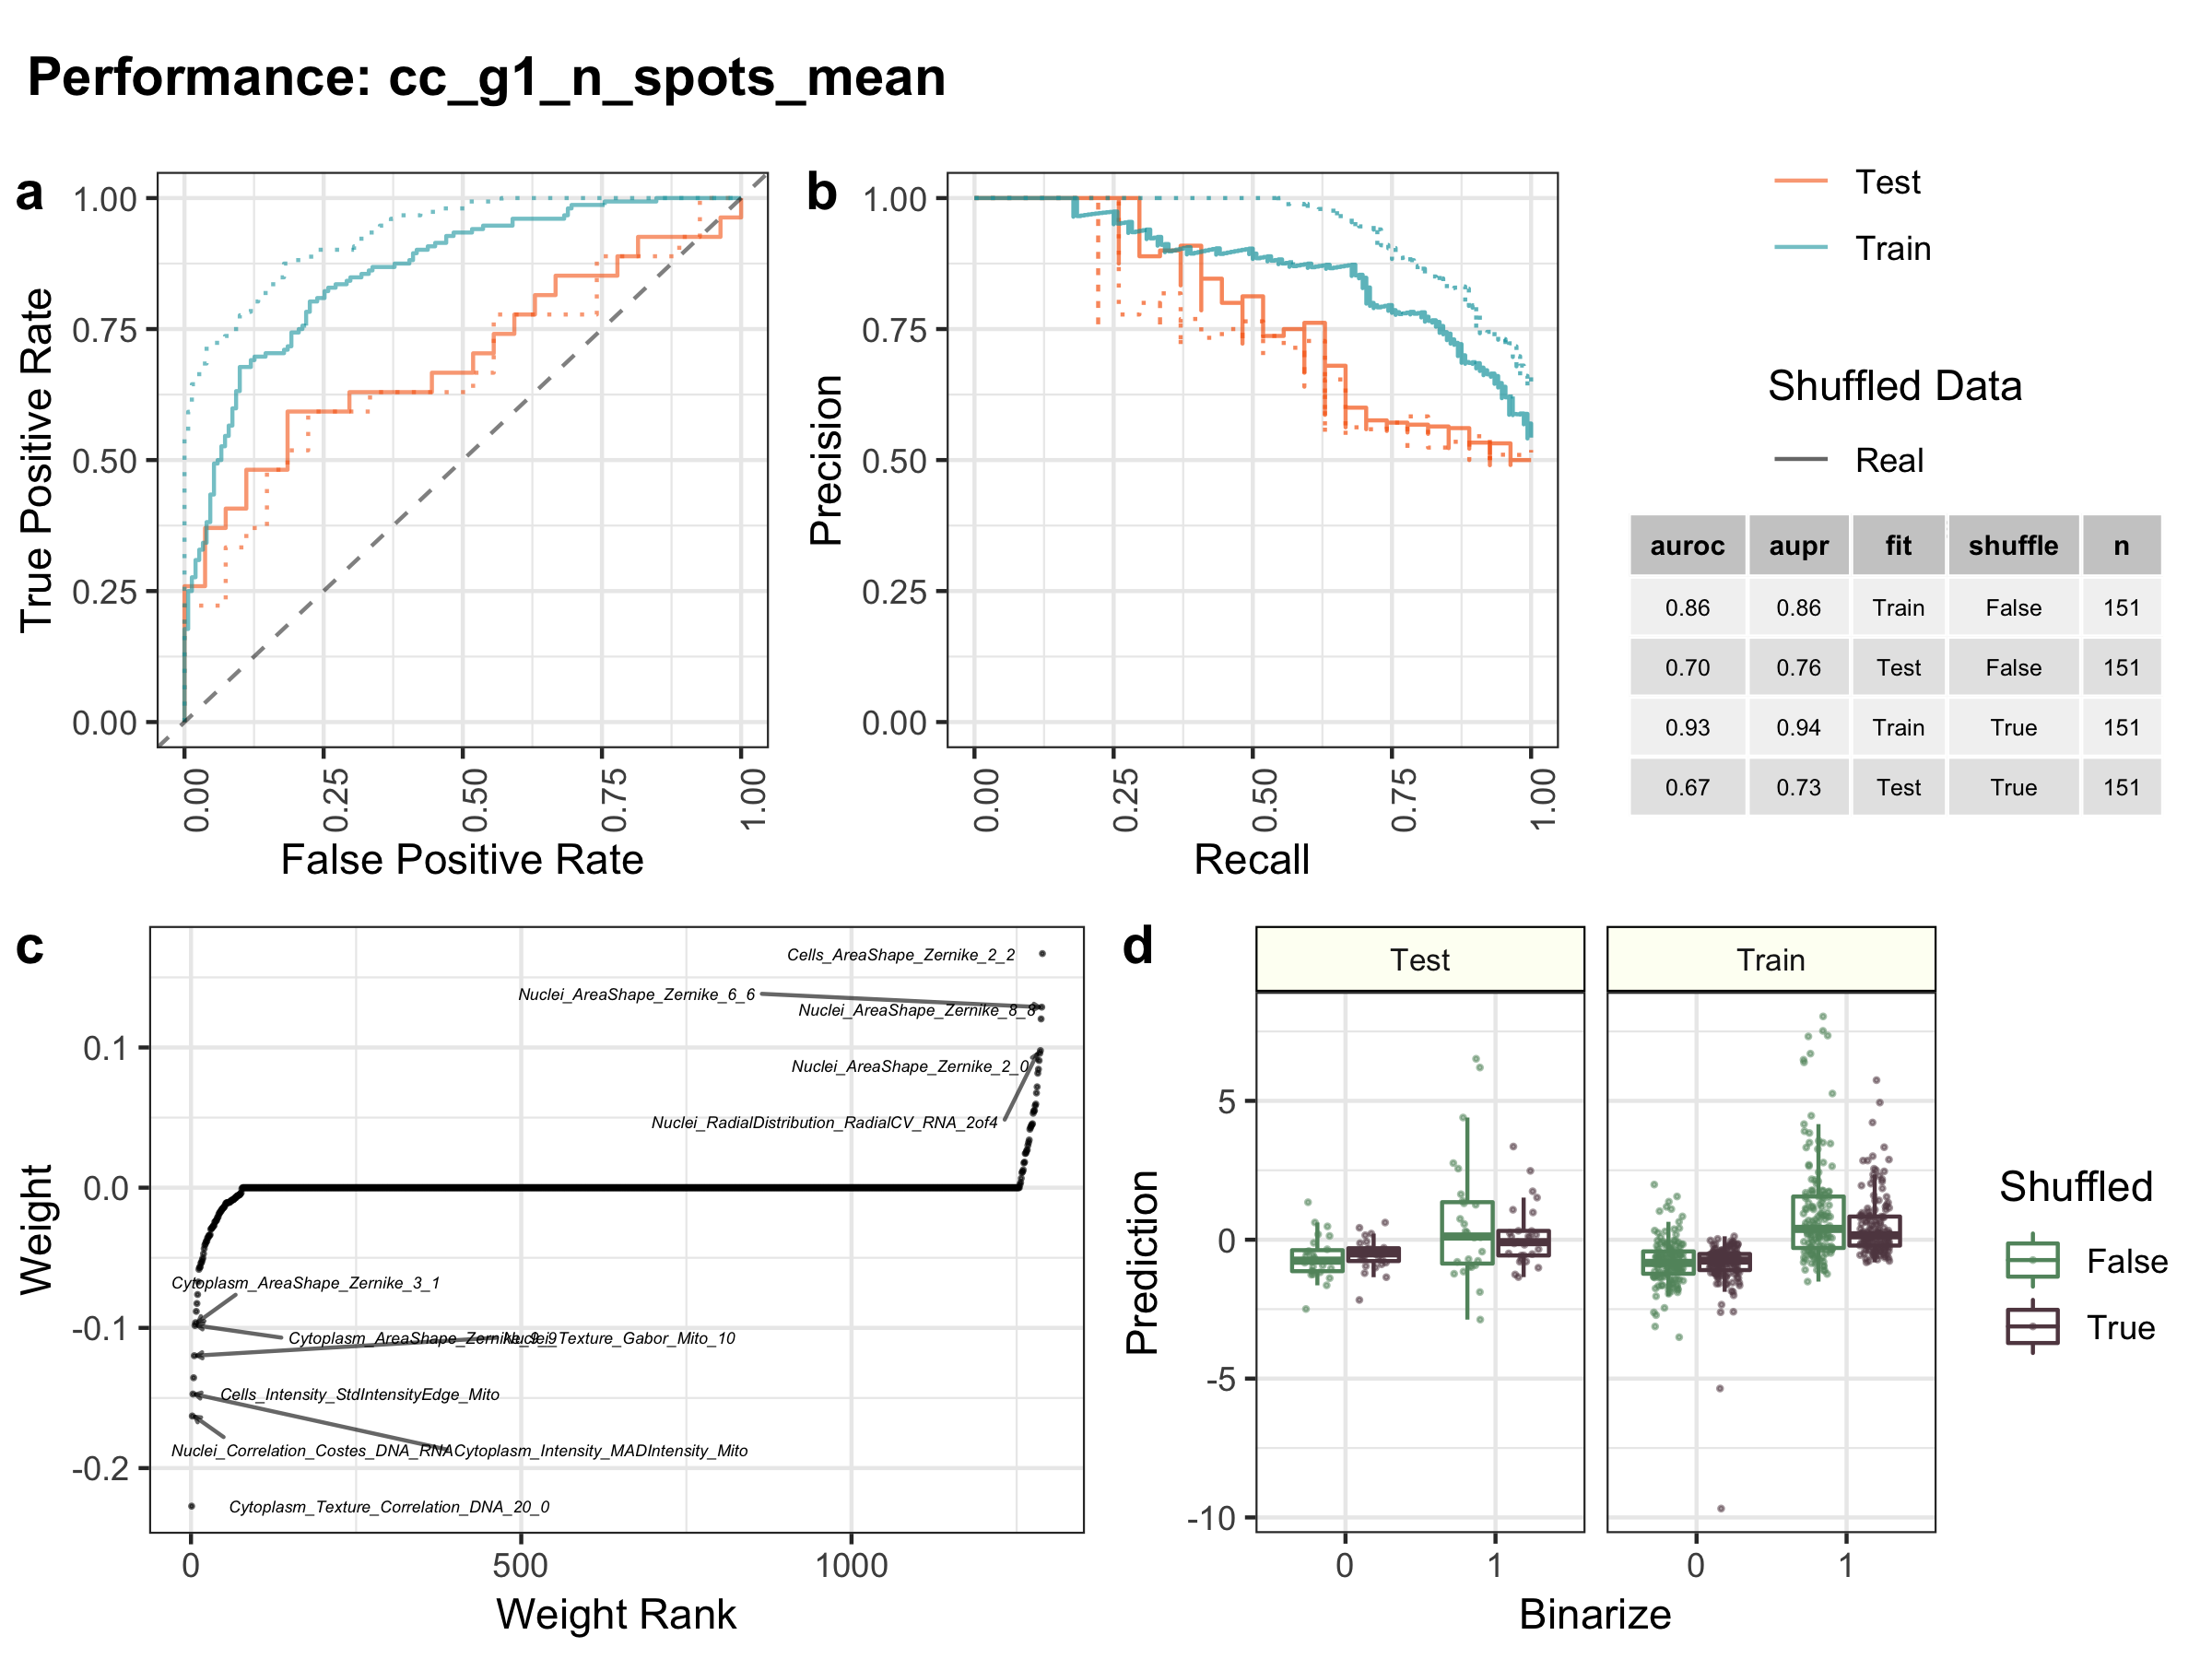 Performance: cc_g1_n_spots_mean
a
1.00
0.75
0.50
0.25
0.00
True Positive Rate
0.00
0.25
0.50
0.75
1.00
False Positive Rate
b
1.00
0.75
0.50
0.25
0.00
Precision
0.00
0.25
0.50
0.75
1.00
Recall
Test
Train
Shuffled Data
Real
auroc aupr fit shuffle n
0.86 0.86 Train False 151
0.70 0.76 Test False 151
0.93 0.94 Train True 151
0.67 0.73 Test True 151
c
0.1
0.0
-0.1
-0.2
Weight
Cells_AreaShape_Zernike_2_2
Nuclei_AreaShape_Zernike_6_6
Nuclei_AreaShape_Zernike_8_8
Nuclei_AreaShape_Zernike_2_0
Nuclei_RadialDistribution_RadialCV_RNA_2of4
Cytoplasm_AreaShape_Zernike_3_1
Cytoplasm_AreaShape_Zernike_9_9
Nuclei_Texture_Gabor_Mito_10
Cells_Intensity_StdIntensityEdge_Mito
Nuclei_Correlation_Costes_DNA_RNA
Cytoplasm_Intensity_MADIntensity_Mito
Cytoplasm_Texture_Correlation_DNA_20_0
0
500
1000
Weight Rank
d
Test
Train
5
0
-5
-10
Prediction
0
1
0
1
Binarize
Shuffled
False
True